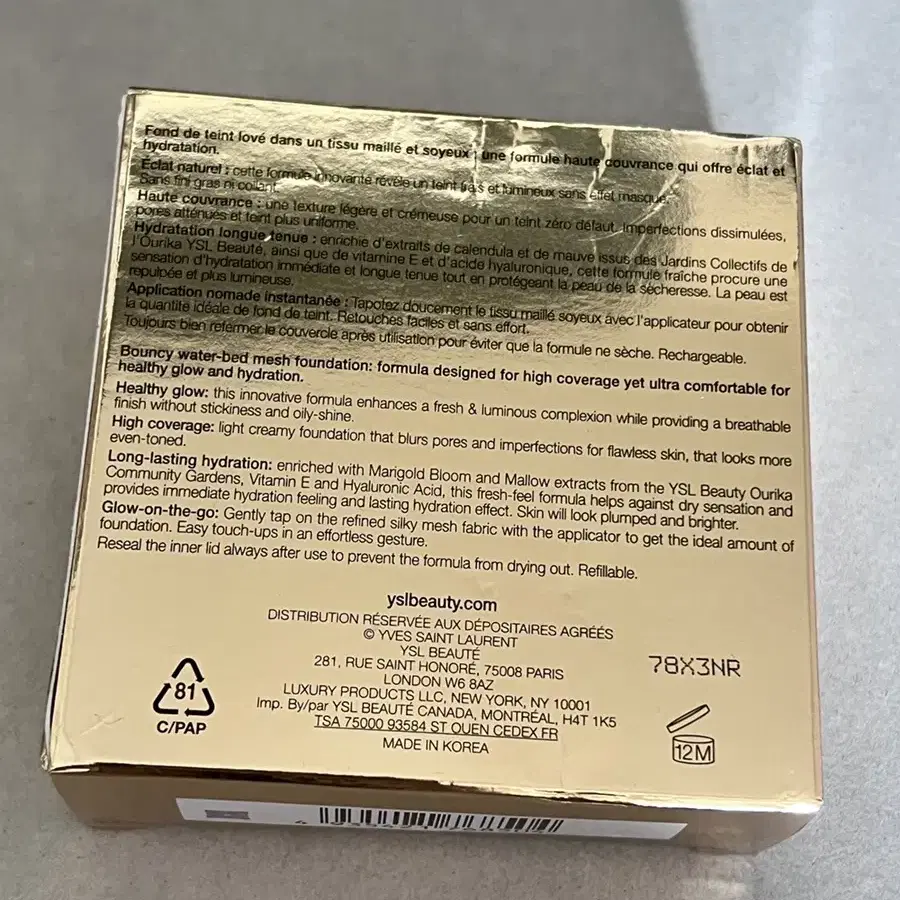 Fond de teint lové dans un tissu maillé et soyeux : une formule haute couvrance qui offre éclat et
hydratation.
Éclat naturel : cette formule innovante révèle un teint frais et lumineux sans effet masque.
Sans fini gras ni collant.
Haute couvrance : une texture légère et crémeuse pour un teint zéro défaut. Imperfections dissimulées,
pores atténués et teint plus uniforme.
Hydratation longue tenue : enrichie d'extraits de calendula et de mauve issus des Jardins Collectifs de
l'Ourika YSL Beauté, ainsi que de vitamine E et d'acide hyaluronique, cette formule fraîche procure une
sensation d'hydratation immédiate et longue tenue tout en protégeant la peau de la sécheresse. La peau est
repulpée et plus lumineuse.
Application nomade instantanée : Tapotez doucement le tissu maillé soyeux avec l'applicateur pour obtenir
la quantité idéale de fond de teint. Retouches faciles et sans effort.
Toujours bien refermer le couvercle après utilisation pour éviter que la formule ne sèche. Rechargeable.
Bouncy water-bed mesh foundation: formula designed for high coverage yet ultra comfortable for
healthy glow and hydration.
Healthy glow: this innovative formula enhances a fresh & luminous complexion while providing a breathable
finish without stickiness and oily-shine.
High coverage: light creamy foundation that blurs pores and imperfections for flawless skin, that looks more
even-toned.
Long-lasting hydration: enriched with Marigold Bloom and Mallow extracts from the YSL Beauty Ourika
Community Gardens, Vitamin E and Hyaluronic Acid, this fresh-feel formula helps against dry sensation and
provides immediate hydration feeling and lasting hydration effect. Skin will look plumped and brighter.
Glow-on-the-go: Gently tap on the refined silky mesh fabric with the applicator to get the ideal amount of
foundation. Easy touch-ups in an effortless gesture.
Reseal the inner lid always after use to prevent the formula from drying out. Refillable.
yslbeauty.com
DISTRIBUTION RÉSERVÉE AUX DÉPOSITAIRES AGRÉÉS
© YVES SAINT LAURENT
YSL BEAUTÉ
281, RUE SAINT HONORÉ, 75008 PARIS
LONDON W6 8AZ
LUXURY PRODUCTS LLC, NEW YORK, NY 10001
Imp. By/par YSL BEAUTÉ CANADA, MONTRÉAL, H4T 1K5
TSA 75000 93584 ST OUEN CEDEX FR
MADE IN KOREA
81
C/PAP
78X3NR
12M